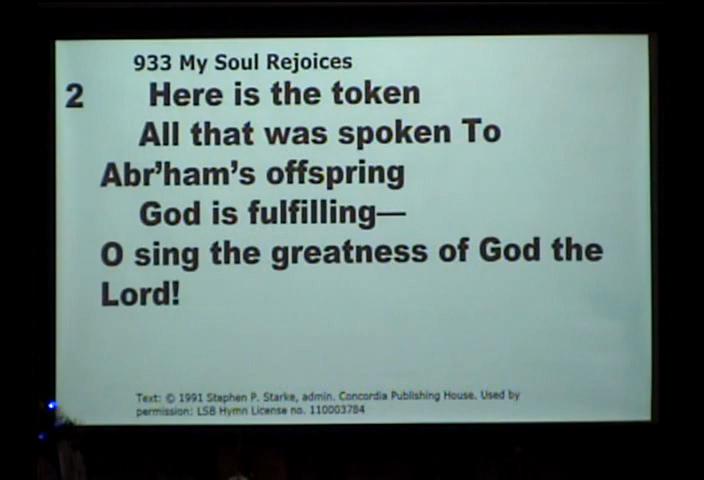 933 My Soul Rejoices
2 Here is the token
All that was spoken To
Abr’ham’s offspring
God is fulfilling—
O sing the greatness of God the
Lord!
Text: © 1991 Stephen P. Starke, admin. Concordia Publishing House. Used by
permission: LSB Hymn License no. 110003784